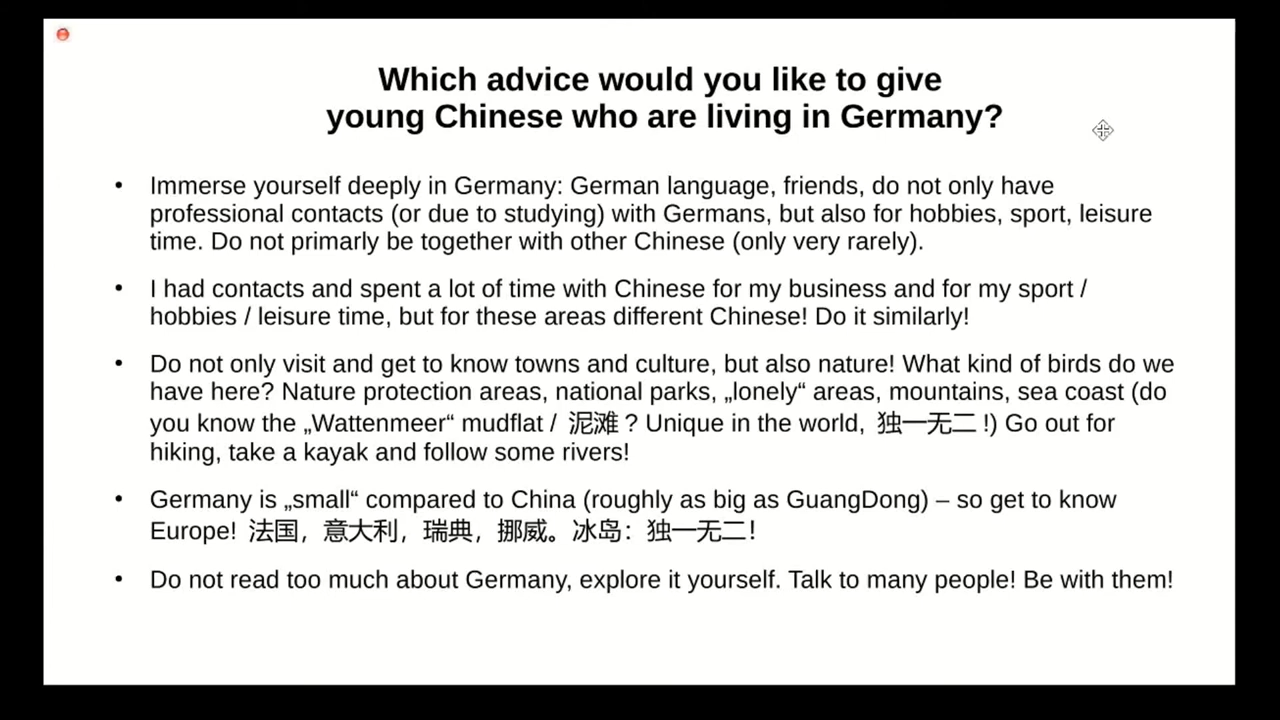 Which advice would you like to give
young Chinese who are living in Germany?
• Immerse yourself deeply in Germany: German language, friends, do not only have
professional contacts (or due to studying) with Germans, but also for hobbies, sport, leisure
time. Do not primarly be together with other Chinese (only very rarely).
• I had contacts and spent a lot of time with Chinese for my business and for my sport /
hobbies / leisure time, but for these areas different Chinese! Do it similarly!
• Do not only visit and get to know towns and culture, but also nature! What kind of birds do we
have here? Nature protection areas, national parks, „lonely“ areas, mountains, sea coast (do
you know the „Wattenmeer“ mudflat / 泥滩 ? Unique in the world, 独一无二 !) Go out for
hiking, take a kayak and follow some rivers!
• Germany is „small“ compared to China (roughly as big as GuangDong) – so get to know
Europe! 法国，意大利，瑞典，挪威。冰岛：独一无二！
• Do not read too much about Germany, explore it yourself. Talk to many people! Be with them!